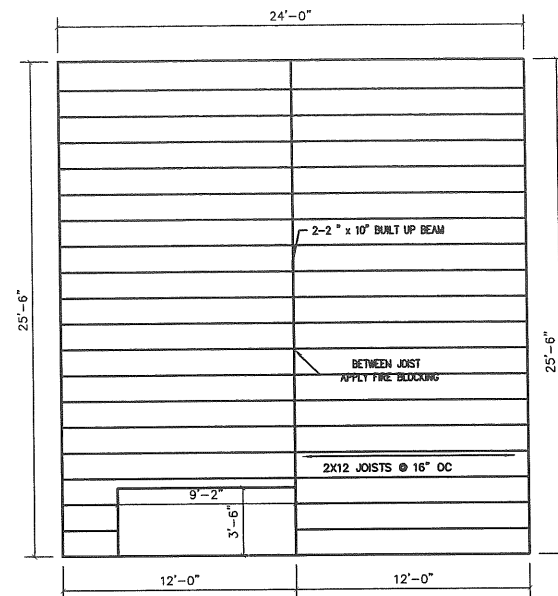 24'-0"
2-2 " x 10" BUILT UP BEAM
25'-6"
25'-6"
BETWEEN JOIST
APPLY FIRE BLOCKING
2X12 JOISTS @ 16" OC
9'-2"
3'-6"
12'-0"
12'-0"